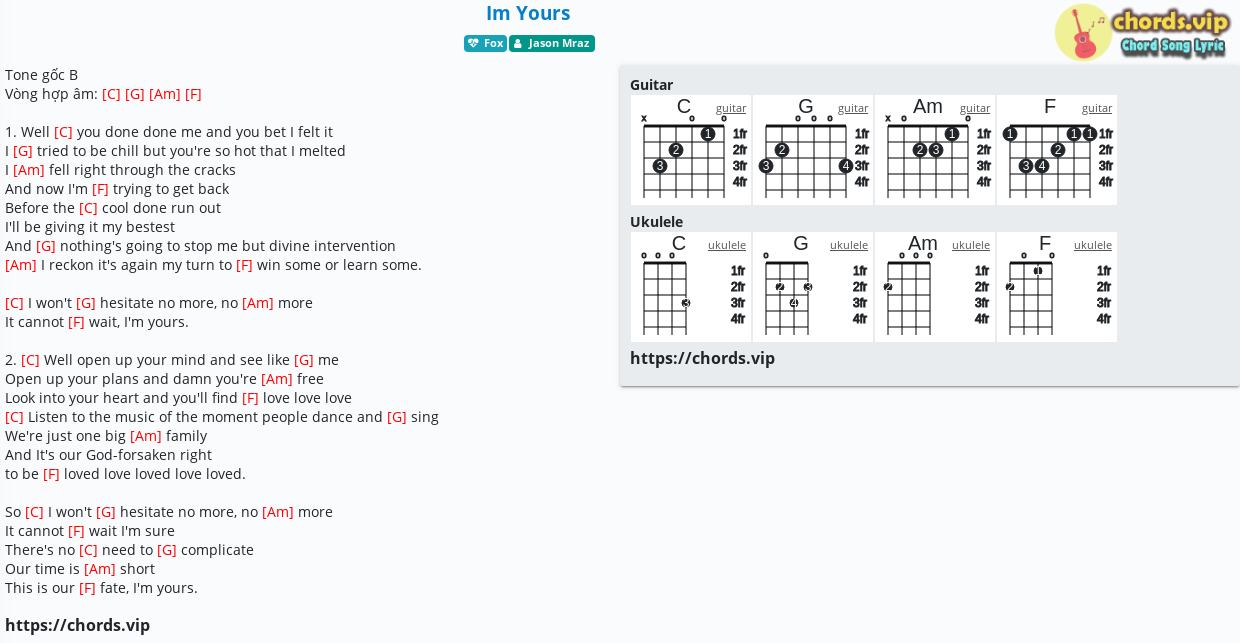 Im Yours
Fox Jason Mraz
chords.vip
Chord Song Lyric
Tone gốc B
Vòng hợp âm: [C] [G] [Am] [F]
1. Well [C] you done done me and you bet I felt it
I [G] tried to be chill but you're so hot that I melted
I [Am] fell right through the cracks
And now I'm [F] trying to get back
Before the [C] cool done run out
I'll be giving it my bestest
And [G] nothing's going to stop me but divine intervention
[Am] I reckon it's again my turn to [F] win some or learn some.
[C] I won't [G] hesitate no more, no [Am] more
It cannot [F] wait, I'm yours.
2. [C] Well open up your mind and see like [G] me
Open up your plans and damn you're [Am] free
Look into your heart and you'll find [F] love love love
[C] Listen to the music of the moment people dance and [G] sing
We're just one big [Am] family
And It's our God-forsaken right
to be [F] loved love loved love loved.
So [C] I won't [G] hesitate no more, no [Am] more
It cannot [F] wait I'm sure
There's no [C] need to [G] complicate
Our time is [Am] short
This is our [F] fate, I'm yours.
https://chords.vip
Guitar
C guitar
x o o
1 1fr
2 2fr
3 3fr
4fr
G guitar
o o o
1fr
2 2fr
3 4 3fr
4fr
Am guitar
x o o
1 1fr
2 3 2fr
3fr
4fr
F guitar
1 1 1 1fr
2 2fr
3 4 3fr
4fr
Ukulele
C ukulele
o o o
1fr
2fr
3 3fr
4fr
G ukulele
o
1fr
2 3 2fr
4 3fr
4fr
Am ukulele
o o o
1fr
2 2fr
3fr
4fr
F ukulele
o o
1 1fr
2 2fr
3fr
4fr
https://chords.vip